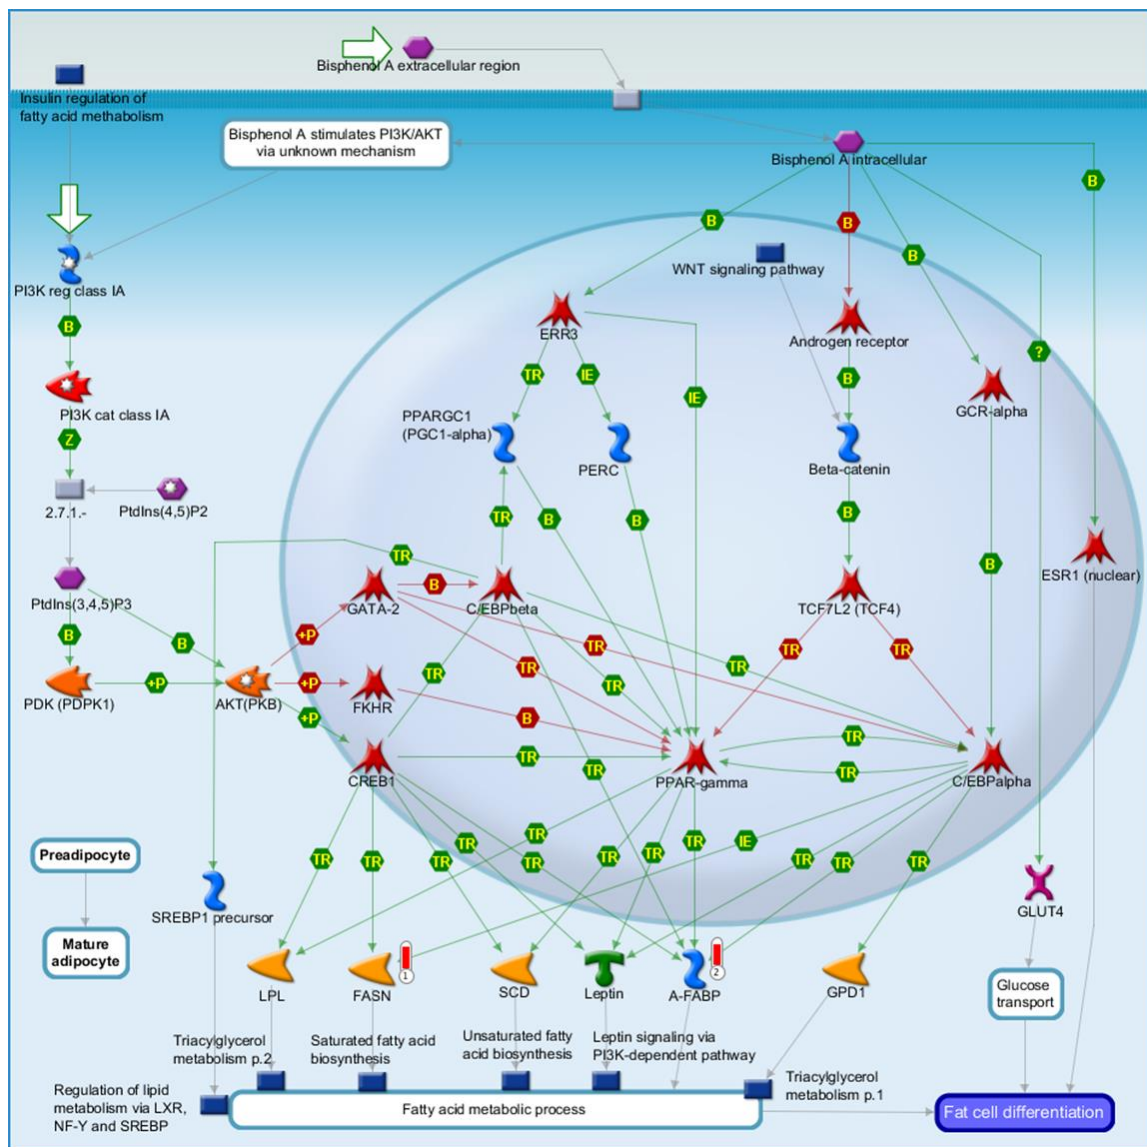 Bisphenol A extracellular region
Insulin regulation of
fatty acid methabolism
Bisphenol A stimulates PI3K/AKT
via unknown mechanism
Bisphenol A intracellular
B
B
B
B
WNT signaling pathway
PI3K reg class IA
B
ERR3
Androgen receptor
?
TR
IE
B
IE
PI3K cat class IA
GCR-alpha
PPARGC1
(PGC1-alpha)
Z
PERC
Beta-catenin
2.7.1.-
PtdIns(4,5)P2
TR
B
B
B
TR
B
ESR1 (nuclear)
PtdIns(3,4,5)P3
GATA-2
B
C/EBPbeta
TCF7L2 (TCF4)
B
B
+P
TR
TR
TR
TR
TR
TR
TR
PDK (PDPK1)
+P
AKT(PKB)
+P
FKHR
+P
B
TR
TR
TR
TR
CREB1
PPAR-gamma
C/EBPalpha
TR
TR
TR
IE
TR
TR
TR
TR
TR
TR
TR
TR
TR
Preadipocyte
SREBP1 precursor
GLUT4
Mature
adipocyte
1
2
LPL
FASN
SCD
Leptin
A-FABP
GPD1
Glucose
transport
Triacylglycerol
metabolism p.2
Saturated fatty acid
biosynthesis
Unsaturated fatty
acid biosynthesis
Leptin signaling via
PI3K-dependent pathway
Triacylglycerol
metabolism p.1
Regulation of lipid
metabolism via LXR,
NF-Y and SREBP
Fatty acid metabolic process
Fat cell differentiation